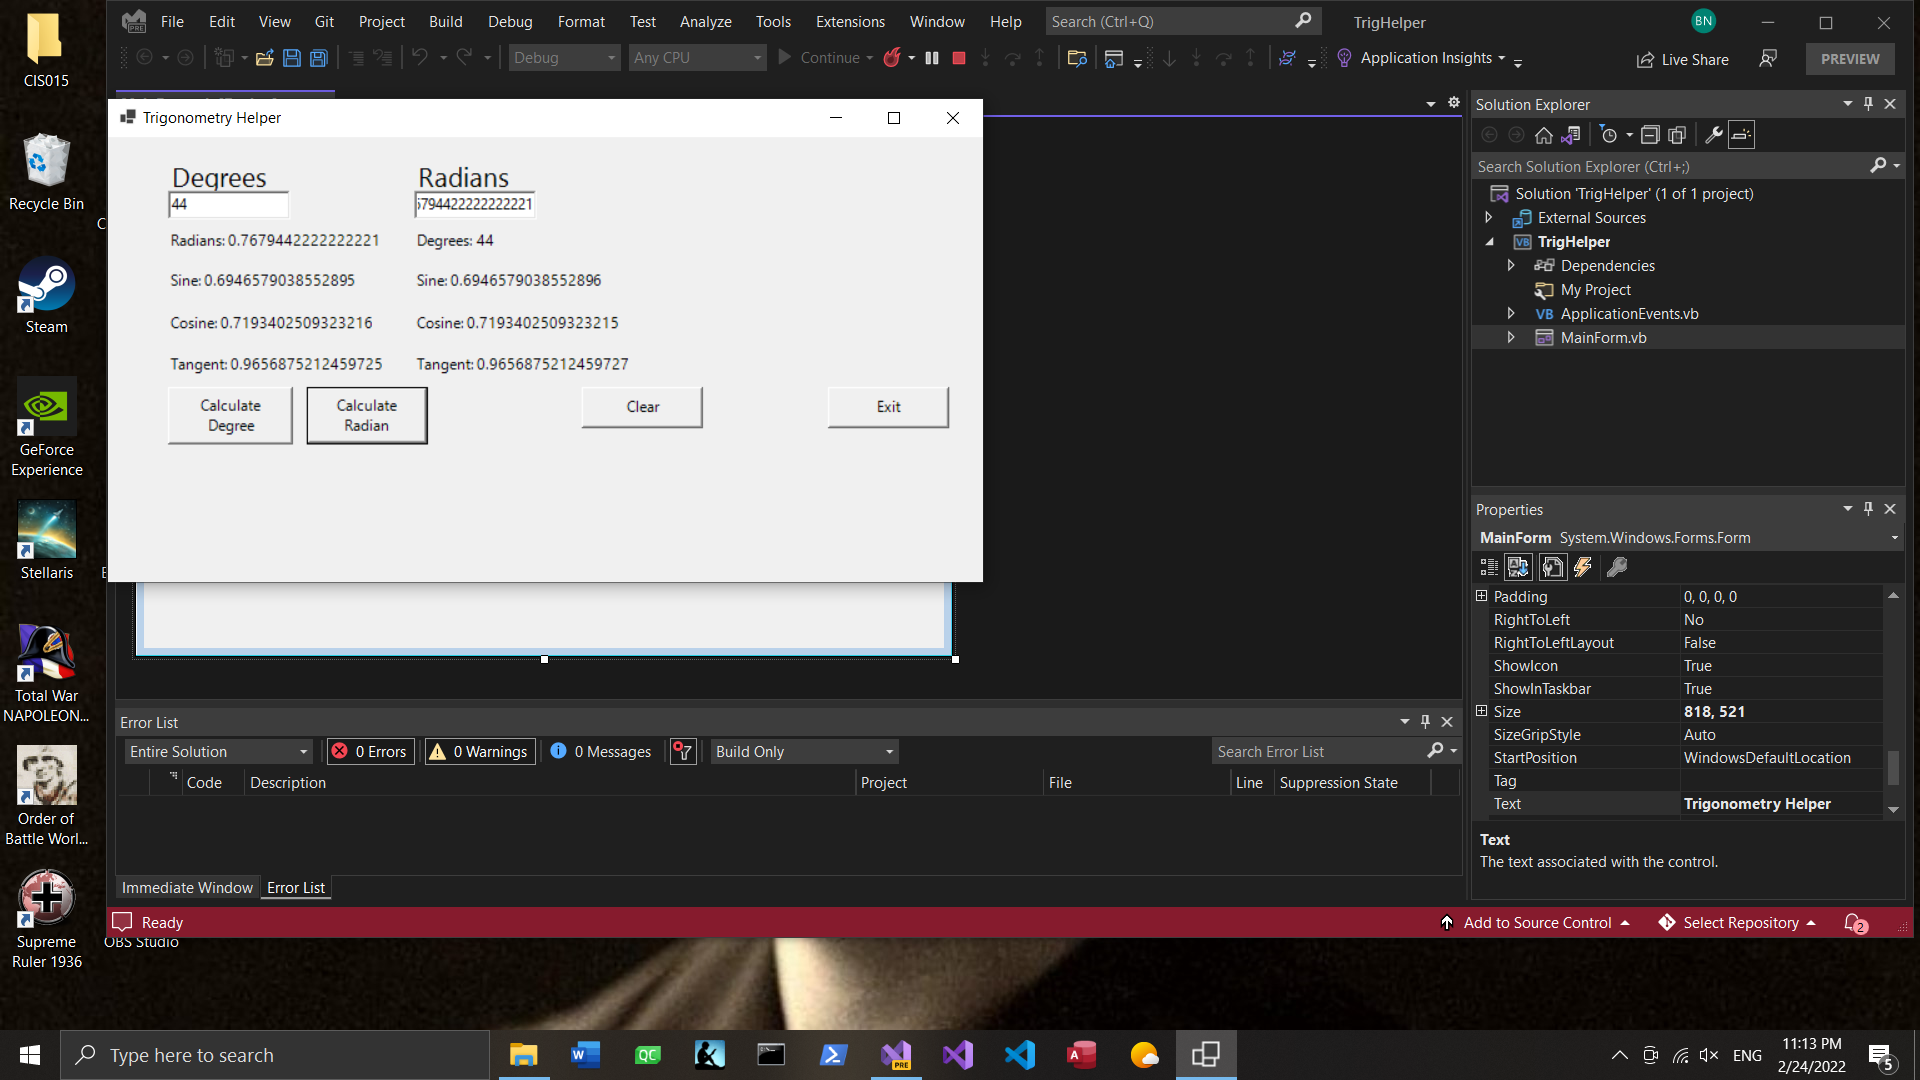 File Edit View Git Project Build Debug Format Test Analyze Tools Extensions Window Help Search (Ctrl+Q) TrigHelper BN
Debug Any CPU Continue Application Insights Live Share PREVIEW
Trigonometry Helper
Degrees Radians
44 5794422222222221
Radians: 0.7679442222222221 Degrees: 44
Sine: 0.6946579038552895 Sine: 0.6946579038552896
Cosine: 0.7193402509323216 Cosine: 0.7193402509323215
Tangent: 0.9656875212459725 Tangent: 0.9656875212459727
Calculate Degree
Calculate Radian
Clear
Exit
Solution Explorer
Search Solution Explorer (Ctrl+;)
Solution 'TrigHelper' (1 of 1 project)
External Sources
VB TrigHelper
Dependencies
My Project
VB ApplicationEvents.vb
MainForm.vb
Properties
MainForm System.Windows.Forms.Form
Padding 0, 0, 0, 0
RightToLeft No
RightToLeftLayout False
ShowIcon True
ShowInTaskbar True
Size 818, 521
SizeGripStyle Auto
StartPosition WindowsDefaultLocation
Tag
Text Trigonometry Helper
Text
The text associated with the control.
Error List
Entire Solution 0 Errors 0 Warnings 0 Messages Build Only Search Error List
Code Description Project File Line Suppression State
Immediate Window Error List
Ready Add to Source Control Select Repository 2
CIS015
Recycle Bin
Steam
GeForce
Experience
Stellaris
Total War
NAPOLEON...
Order of
Battle Worl...
Supreme
Ruler 1936
OBS Studio
Type here to search
QC
PRE
ENG
11:13 PM
2/24/2022
5